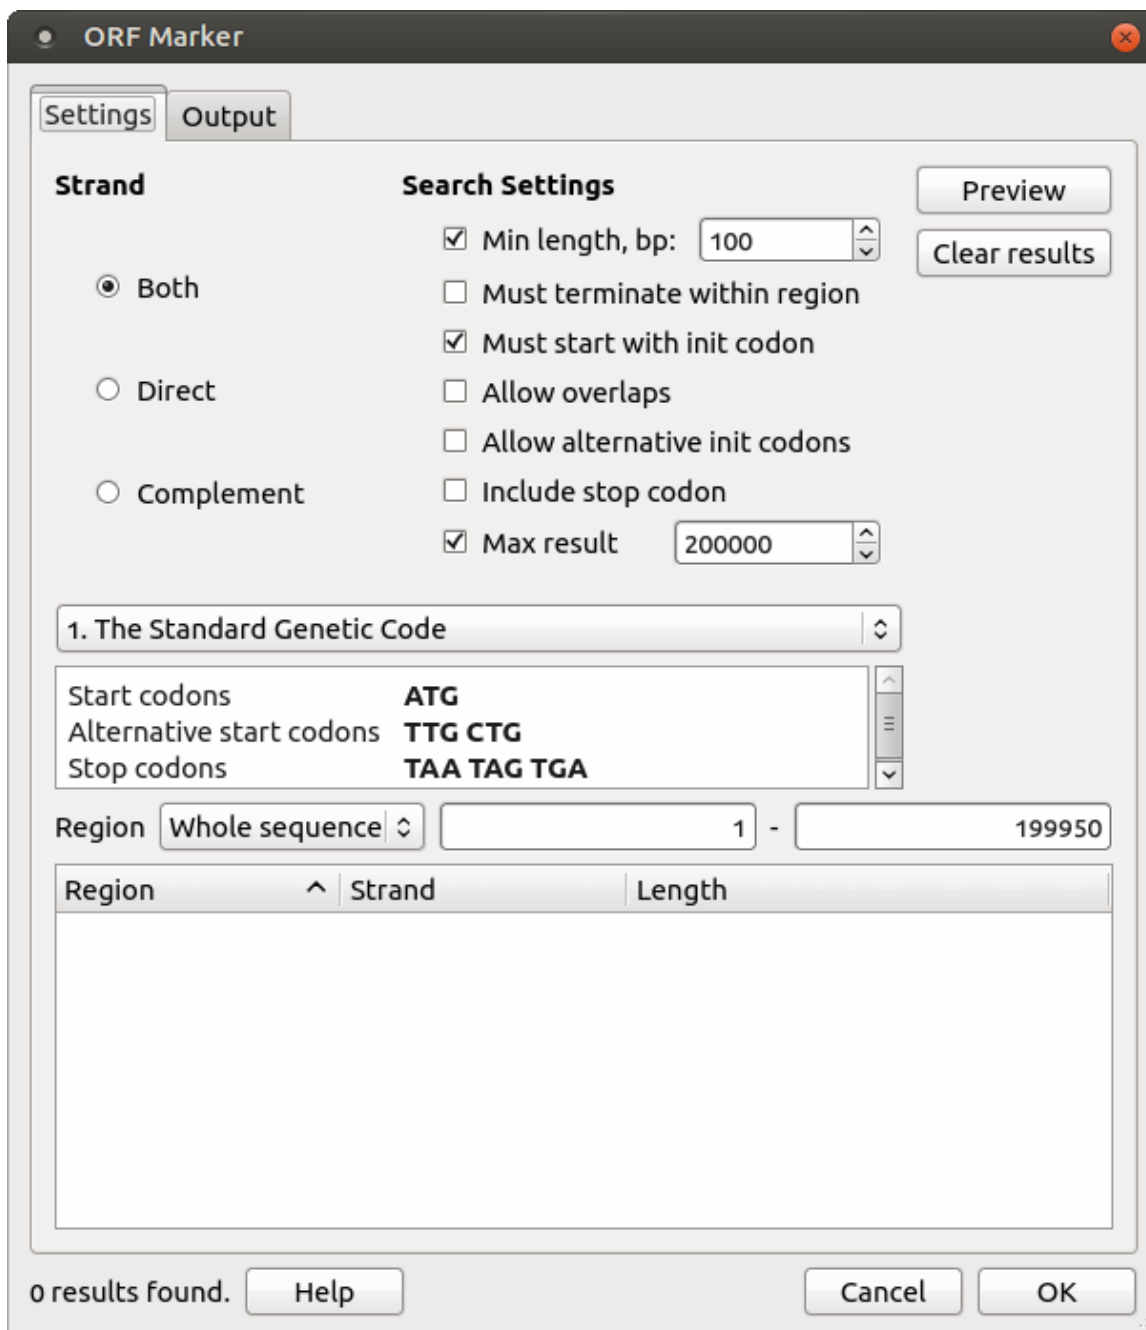 ORF Marker
Settings
Output
Strand
Search Settings
Preview
Min length, bp:
100
Clear results
Both
Must terminate within region
Must start with init codon
Direct
Allow overlaps
Allow alternative init codons
Complement
Include stop codon
Max result
200000
1. The Standard Genetic Code
Start codons ATG
Alternative start codons TTG CTG
Stop codons TAA TAG TGA
Region Whole sequence 1 - 199950
Region Strand Length
0 results found. Help Cancel OK